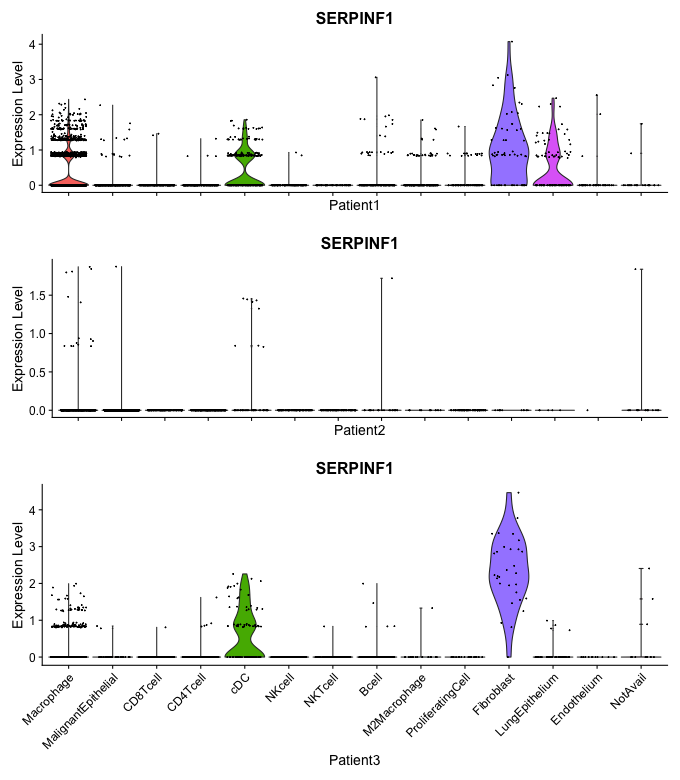 SERPINF1
Expression Level
4
3
2
1
0
Patient1
SERPINF1
Expression Level
1.5
1.0
0.5
0.0
Patient2
SERPINF1
Expression Level
4
3
2
1
0
Macrophage
MalignantEpithelial
CD8Tcell
CD4Tcell
cDC
NKcell
NKTcell
Bcell
M2Macrophage
ProliferatingCell
Fibroblast
LungEpithelium
Endothelium
NotAvail
Patient3